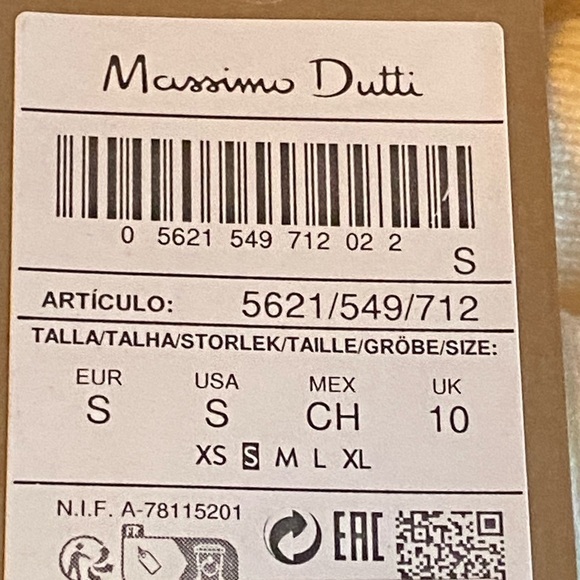 Massimo Dutti
0 5621 549 712 02 2
S
ARTÍCULO: 5621/549/712
TALLA/TALHA/STORLEK/TAILLE/GRÖBE/SIZE:
EUR USA MEX UK
S S CH 10
XS S M L XL
N.I.F. A-78115201
FR
EAC